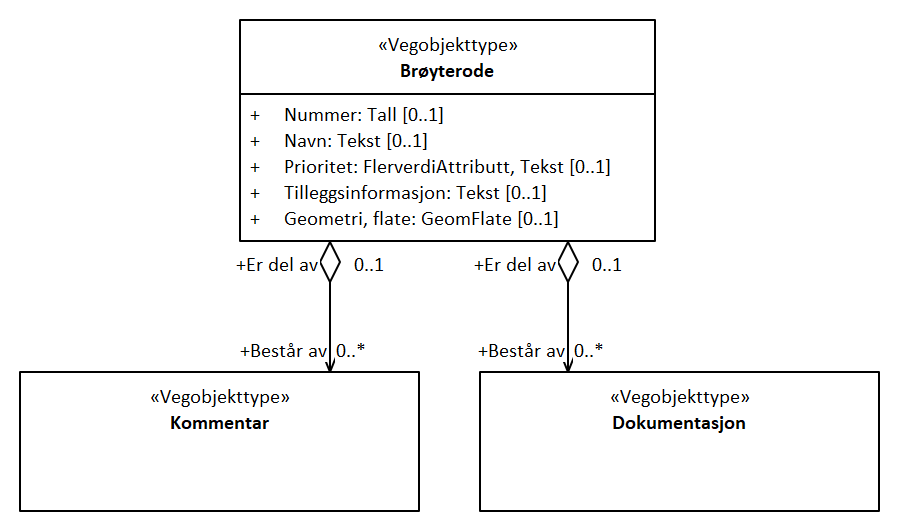 «Vegobjekttype»
Brøyterode
+ Nummer: Tall [0..1]
+ Navn: Tekst [0..1]
+ Prioritet: FlerverdiAttributt, Tekst [0..1]
+ Tilleggsinformasjon: Tekst [0..1]
+ Geometri, flate: GeomFlate [0..1]
+Er del av 0..1 +Er del av 0..1
+Består av 0..* +Består av 0..*
«Vegobjekttype» «Vegobjekttype»
Kommentar Dokumentasjon